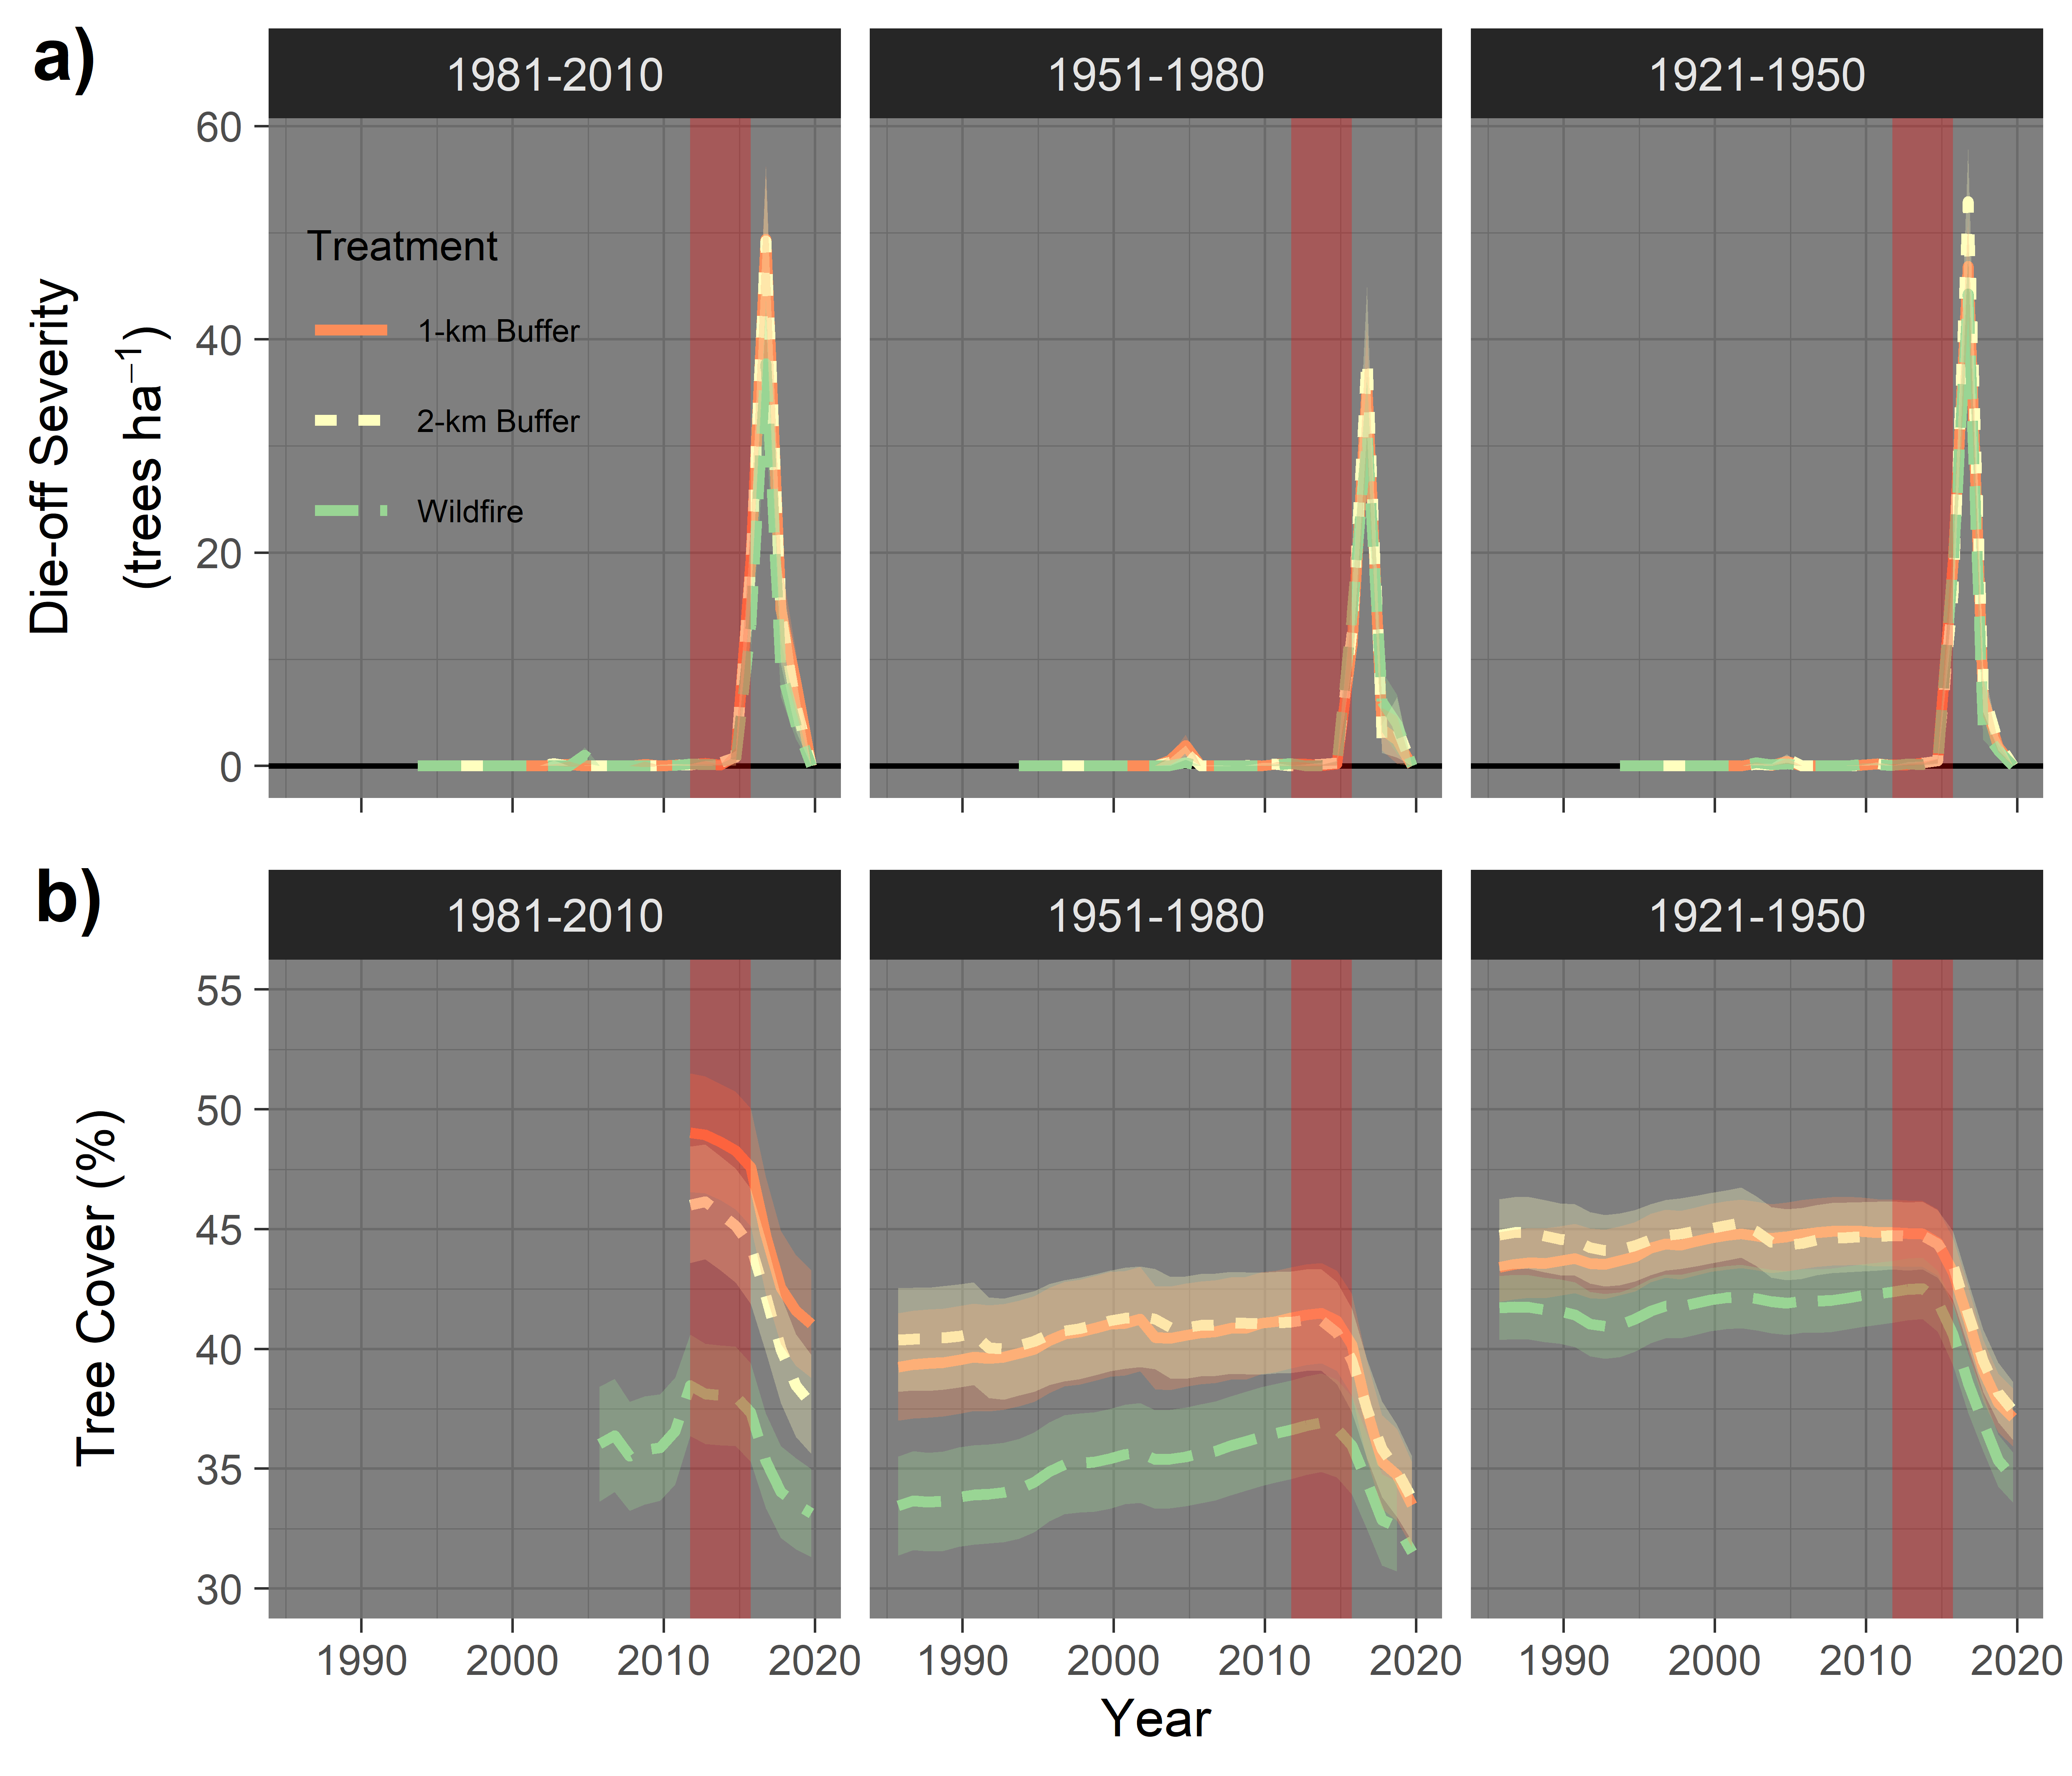 a)
1981-2010
1951-1980
1921-1950
60
40
20
0
Die-off Severity
(trees ha⁻¹)
Treatment
1-km Buffer
2-km Buffer
Wildfire
b)
1981-2010
1951-1980
1921-1950
55
50
45
40
35
30
Tree Cover (%)
1990 2000 2010 2020
1990 2000 2010 2020
1990 2000 2010 2020
Year